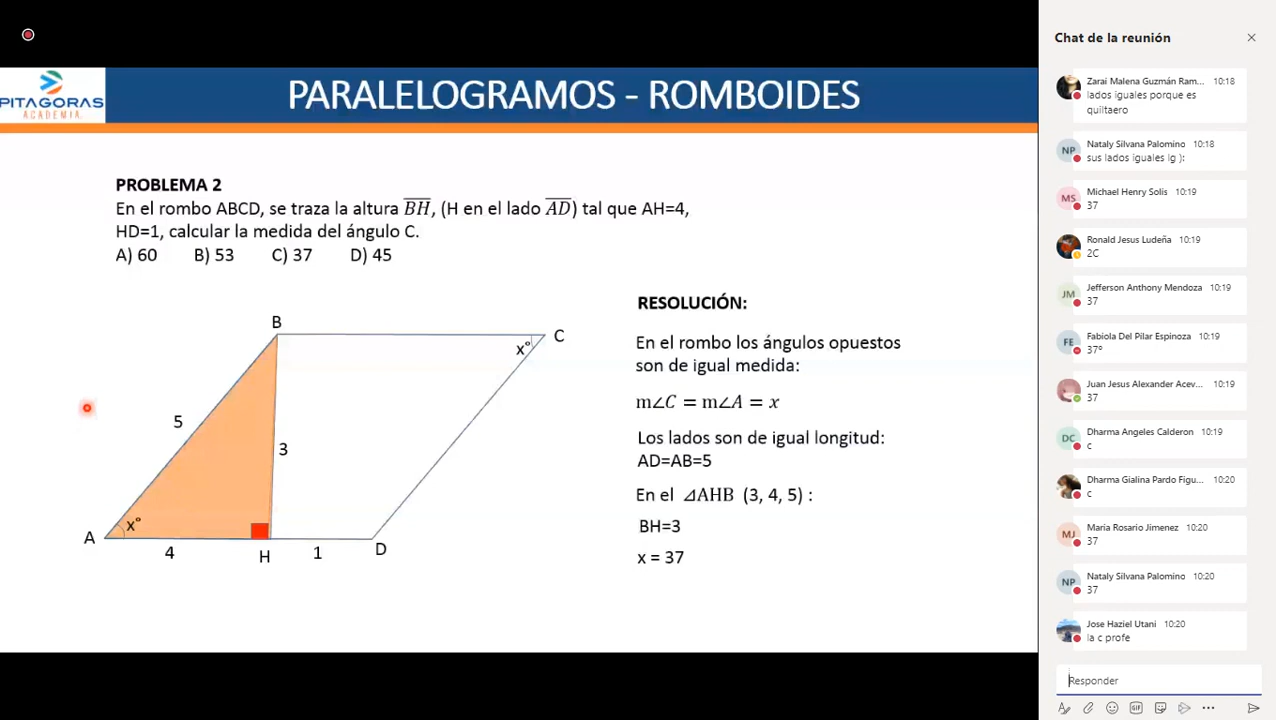 PITAGORAS
ACADEMIA
PARALELOGRAMOS - ROMBOIDES
PROBLEMA 2
En el rombo ABCD, se traza la altura B̅H̅, (H en el lado A̅D̅) tal que AH=4,
HD=1, calcular la medida del ángulo C.
A) 60 B) 53 C) 37 D) 45
B
C
x°
5
3
A
x°
4
H
1
D
RESOLUCIÓN:
En el rombo los ángulos opuestos
son de igual medida:
m∠C = m∠A = x
Los lados son de igual longitud:
AD=AB=5
En el ⊿AHB (3, 4, 5) :
BH=3
x = 37
Chat de la reunión
Zarai Malena Guzmán Ram... 10:18
lados iguales porque es
quiltaero
NP
Nataly Silvana Palomino 10:18
sus lados iguales lg ):
MS
Michael Henry Solis 10:19
37
Ronald Jesus Ludeña 10:19
2C
JM
Jefferson Anthony Mendoza 10:19
37
FE
Fabiola Del Pilar Espinoza 10:19
37°
Juan Jesus Alexander Acev... 10:19
37
DC
Dharma Angeles Calderon 10:19
c
Dharma Gialina Pardo Figu... 10:20
c
MJ
Maria Rosario Jimenez 10:20
37
NP
Nataly Silvana Palomino 10:20
37
Jose Haziel Utani 10:20
la c profe
Responder
GIF